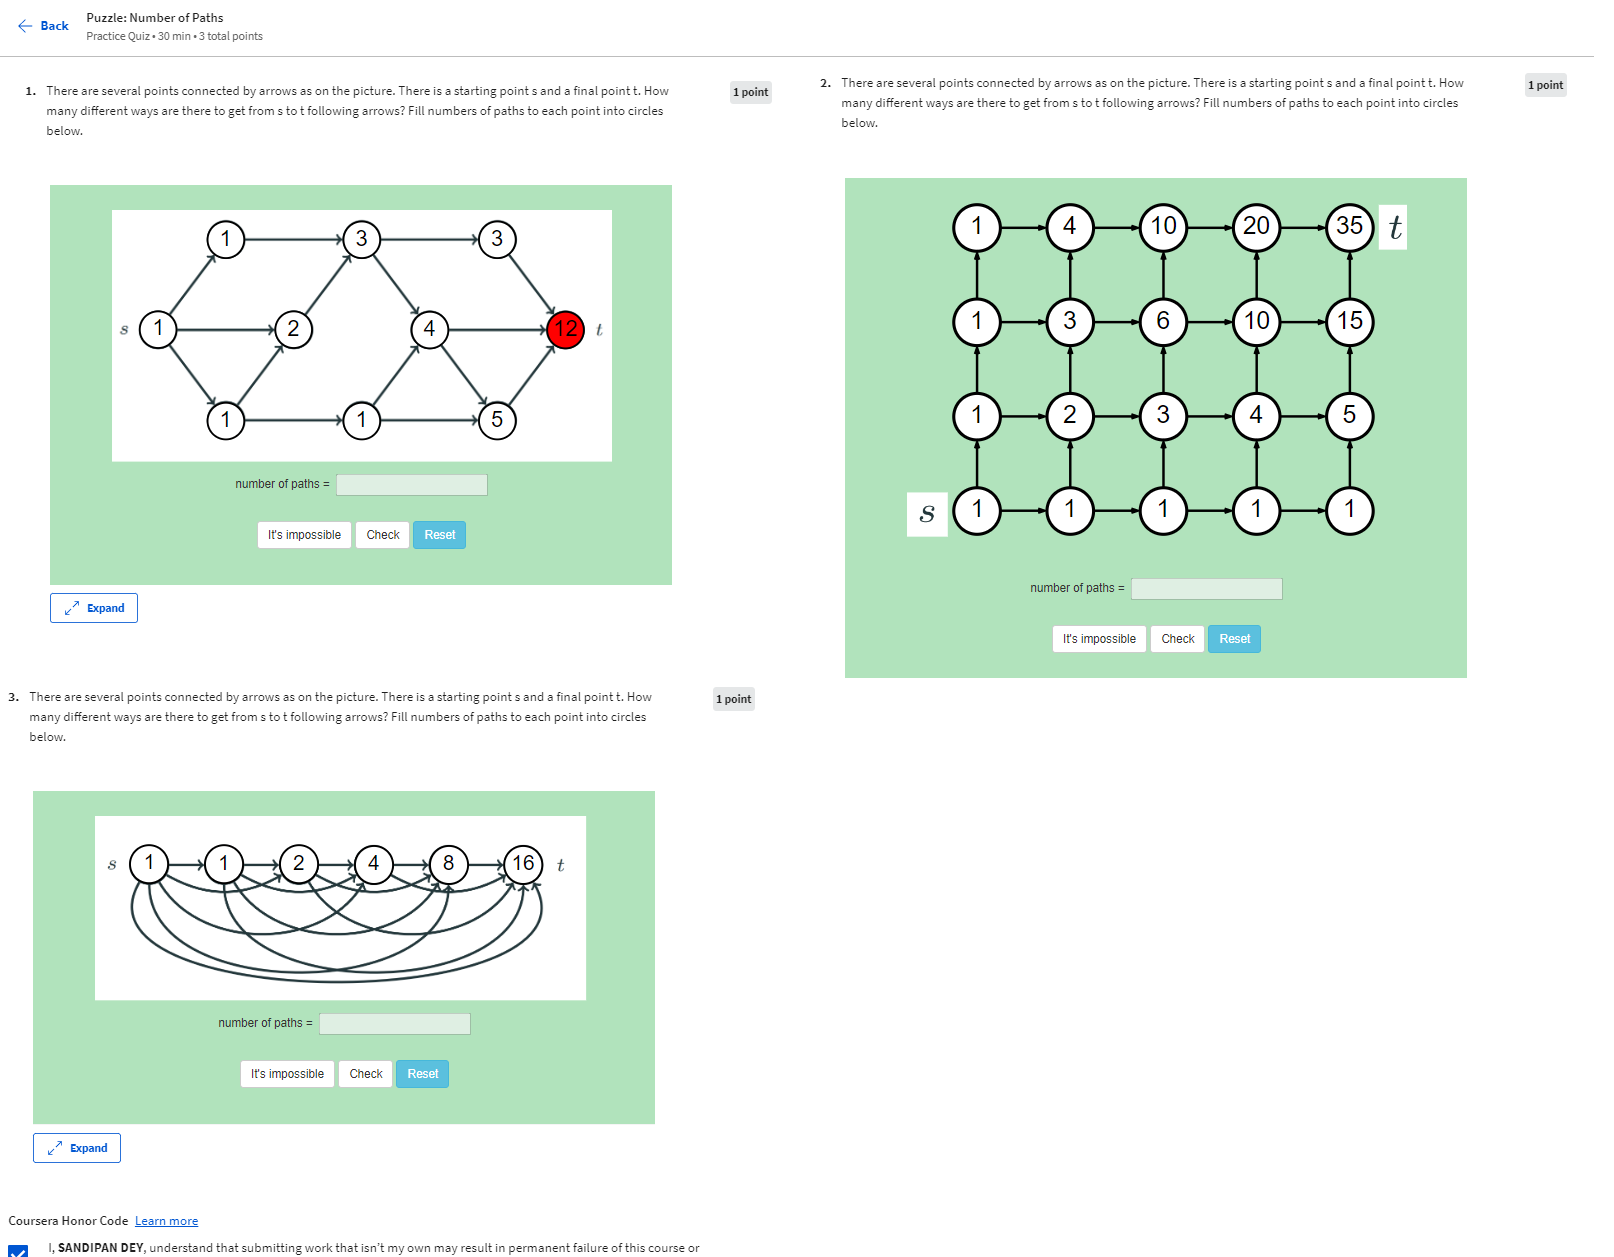 Back
Puzzle: Number of Paths
Practice Quiz • 30 min • 3 total points
1. There are several points connected by arrows as on the picture. There is a starting point s and a final point t. How
many different ways are there to get from s to t following arrows? Fill numbers of paths to each point into circles
below.
1 point
1 3 3
s 1 2 4 12 t
1 1 5
number of paths =
It's impossible Check Reset
Expand
2. There are several points connected by arrows as on the picture. There is a starting point s and a final point t. How
many different ways are there to get from s to t following arrows? Fill numbers of paths to each point into circles
below.
1 point
1 4 10 20 35 t
1 3 6 10 15
1 2 3 4 5
s 1 1 1 1 1
number of paths =
It's impossible Check Reset
3. There are several points connected by arrows as on the picture. There is a starting point s and a final point t. How
many different ways are there to get from s to t following arrows? Fill numbers of paths to each point into circles
below.
1 point
s 1 1 2 4 8 16 t
number of paths =
It's impossible Check Reset
Expand
Coursera Honor Code Learn more
I, SANDIPAN DEY, understand that submitting work that isn't my own may result in permanent failure of this course or